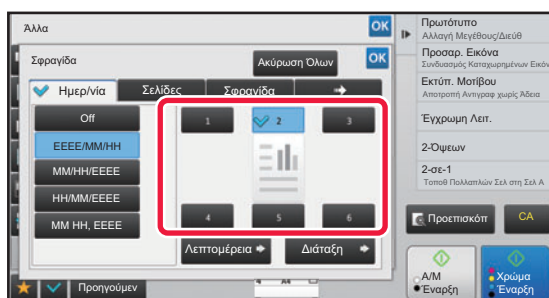 Άλλα
OK
Σφραγίδα
Ακύρωση Όλων
OK
Ημερ/νία
Σελίδες
Σφραγίδα
Off
ΕΕΕΕ/ΜΜ/ΗΗ
ΜΜ/ΗΗ/ΕΕΕΕ
ΗΗ/ΜΜ/ΕΕΕΕ
ΜΜ ΗΗ, ΕΕΕΕ
1
2
3
4
5
6
Λεπτομέρεια
Διάταξη
Προηγούμεν
A4
Πρωτότυπο
Αλλαγή Μεγέθους/Διεύθ
Προσαρ. Εικόνα
Συνδυασμός Καταχωρημένων Εικόν
Εκτύπ. Μοτίβου
Αποτροπή Αντιγραφ χωρίς Άδεια
Έγχρωμη Λειτ.
2-Όψεων
2-σε-1
Τοποθ Πολλαπλών Σελ στη Σελ Α
Προεπισκόπ
CA
Α/Μ
Έναρξη
Χρώμα
Έναρξη